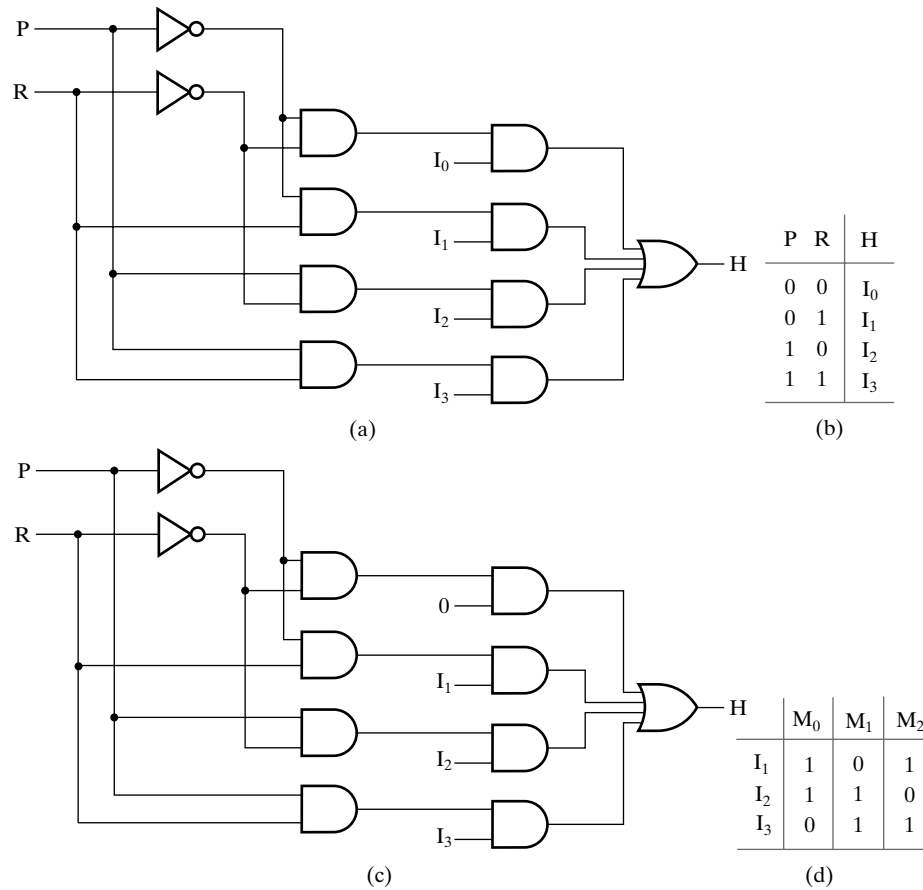 P
R
I₀
I₁
H
I₂
I₃
(a)
P R H
0 0 I₀
0 1 I₁
1 0 I₂
1 1 I₃
(b)
P
R
0
I₁
H
I₂
I₃
(c)
M₀ M₁ M₂
I₁ 1 0 1
I₂ 1 1 0
I₃ 0 1 1
(d)